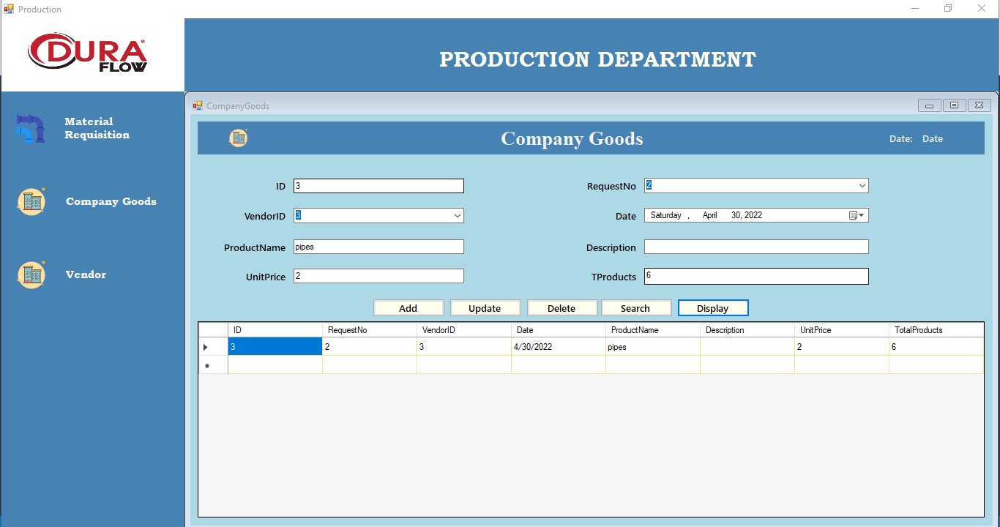 Production
DURA
FLOW
PRODUCTION DEPARTMENT
Material
Requisition
Company Goods
Vendor
CompanyGoods
Company Goods
Date: Date
ID 3
RequestNo 2
VendorID 3
Date Saturday , April 30, 2022
ProductName pipes
Description
UnitPrice 2
TProducts 6
Add Update Delete Search Display
ID RequestNo VendorID Date ProductName Description UnitPrice TotalProducts
3 2 3 4/30/2022 pipes 2 6